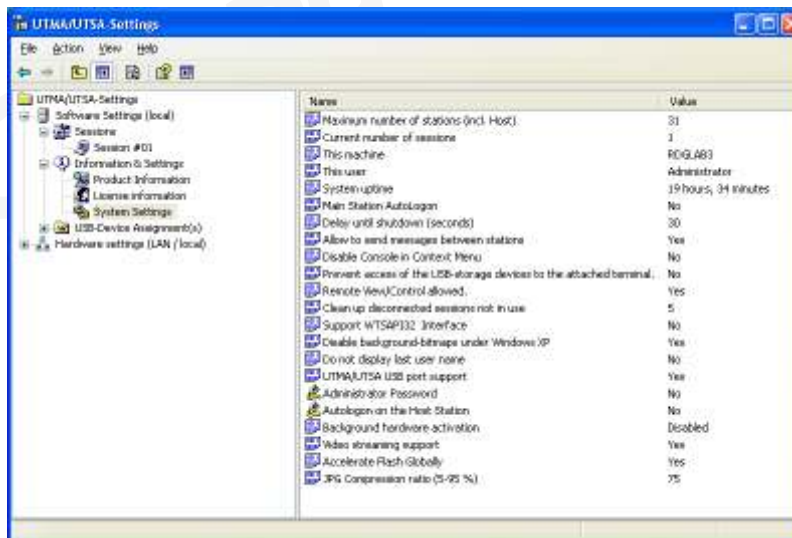 UTMA/UTSA-Settings
File Action View Help
UTMA/UTSA-Settings
Software Settings (local)
Sessions
Session #01
Information & Settings
Product Information
License information
System Settings
USB-Device Assignment(s)
Hardware settings (LAN / local)
Name Value
Maximum number of stations (incl. Host) 31
Current number of sessions 1
This machine RDGLAB3
This user Administrator
System uptime 19 hours, 34 minutes
Main Station AutoLogon No
Delay until shutdown (seconds) 30
Allow to send messages between stations Yes
Disable Console in Context Menu No
Prevent access of the USB-storage devices to the attached terminal. No
Remote View/Control allowed. Yes
Clean up disconnected sessions not in use 5
Support WTSAPI32 Interface No
Disable background-bitmaps under Windows XP Yes
Do not display last user name No
UTMA/UTSA USB port support Yes
Administrator Password No
Autologon on the Host Station No
Background hardware activation Disabled
Video streaming support Yes
Accelerate Flash Globally Yes
JPG Compression ratio (5-95 %) 75